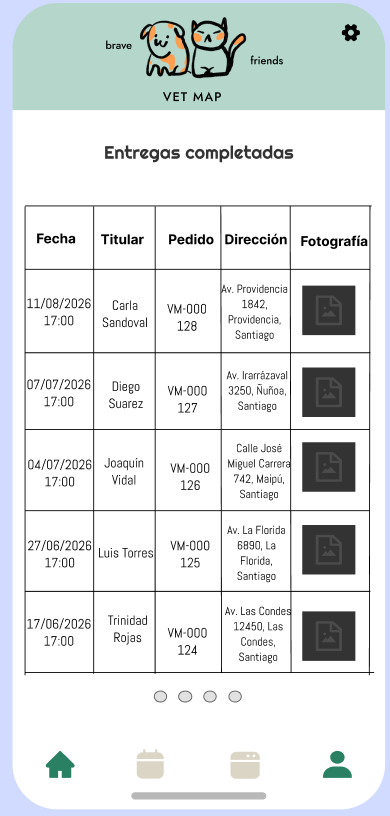 brave
friends
VET MAP
Entregas completadas
Fecha
Titular
Pedido
Dirección
Fotografía
11/08/2026
17:00
Carla
Sandoval
VM-000
128
Av. Providencia
1842,
Providencia,
Santiago
07/07/2026
17:00
Diego
Suarez
VM-000
127
Av. Irarrázaval
3250, Ñuñoa,
Santiago
04/07/2026
17:00
Joaquin
Vidal
VM-000
126
Calle José
Miguel Carrera
742, Maipú,
Santiago
27/06/2026
17:00
Luis Torres
VM-000
125
Av. La Florida
6890, La
Florida,
Santiago
17/06/2026
17:00
Trinidad
Rojas
VM-000
124
Av. Las Condes
12450, Las
Condes,
Santiago